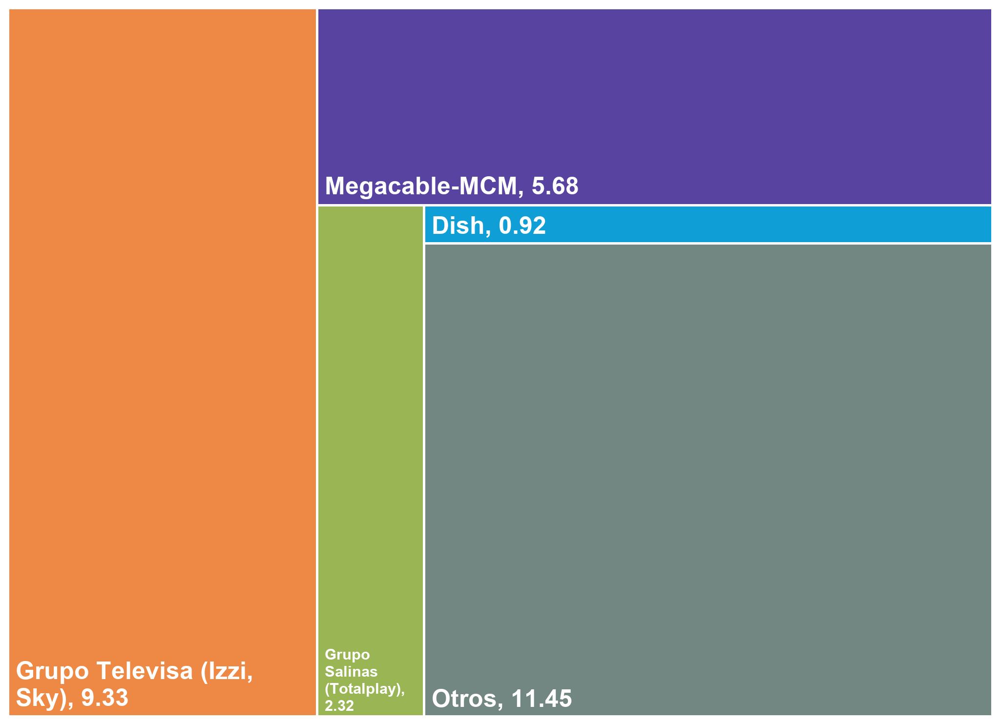 Megacable-MCM, 5.68
Dish, 0.92
Grupo Televisa (Izzi,
Sky), 9.33
Grupo
Salinas
(Totalplay),
2.32
Otros, 11.45